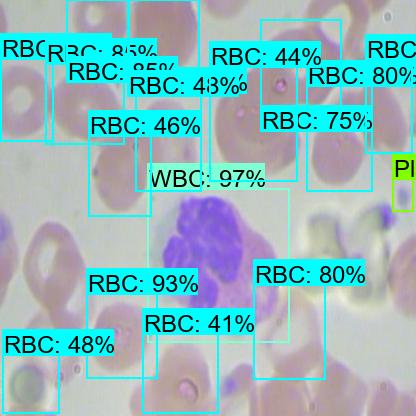 RBC
RBC: 85%
RBC: 85%
RBC: 48%
RBC: 44%
RBC
RBC: 80%
RBC: 46%
RBC: 75%
WBC: 97%
Pl
RBC: 93%
RBC: 80%
RBC: 41%
RBC: 48%